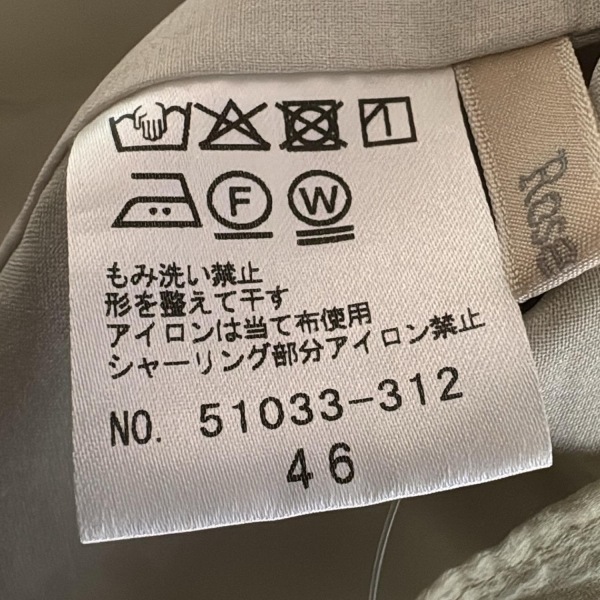 F W
もみ洗い禁止
形を整えて干す
アイロンは当て布使用
シャーリング部分アイロン禁止
NO. 51033-312
46
Rose